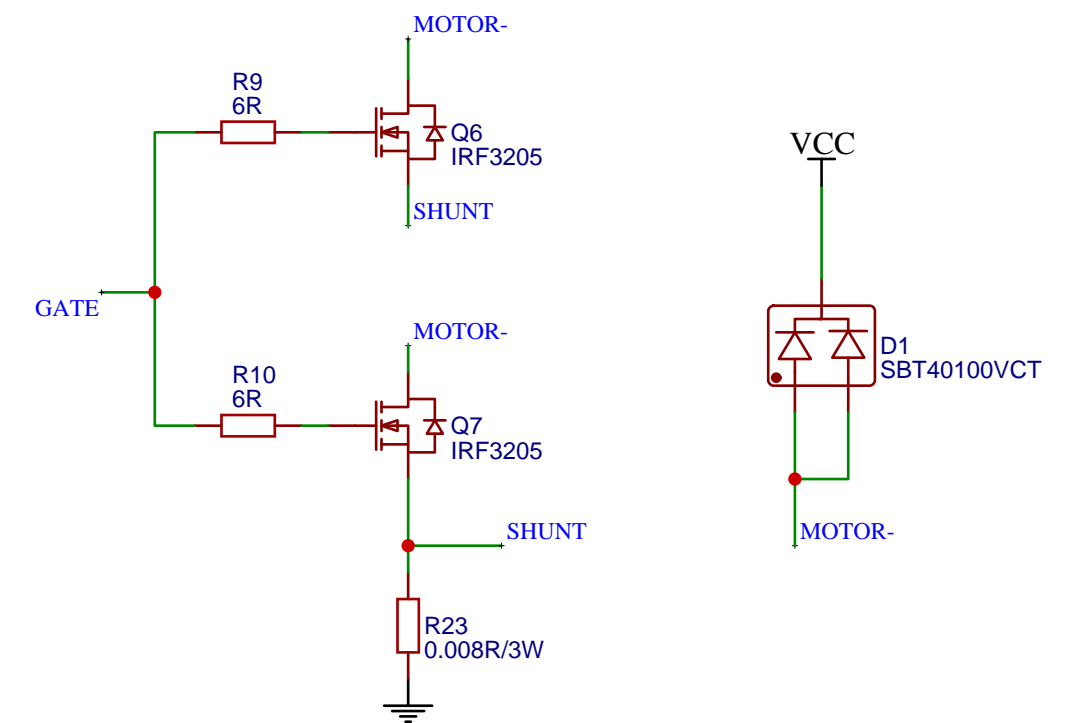 MOTOR-
R9
6R
Q6
IRF3205
SHUNT
GATE
MOTOR-
R10
6R
Q7
IRF3205
SHUNT
R23
0.008R/3W
VCC
D1
SBT40100VCT
MOTOR-